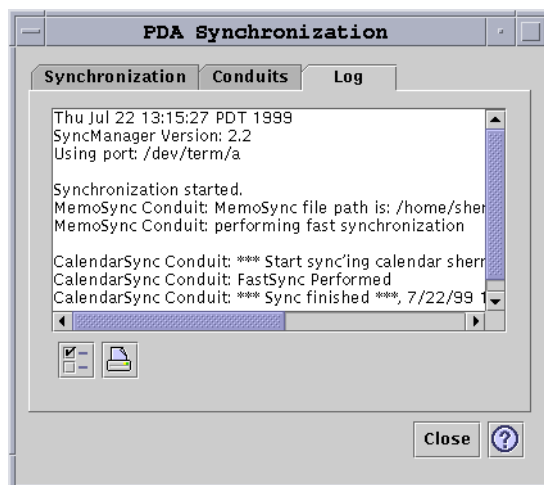 PDA Synchronization
Synchronization Conduits Log
Thu Jul 22 13:15:27 PDT 1999
SyncManager Version: 2.2
Using port: /dev/term/a
Synchronization started.
MemoSync Conduit: MemoSync file path is: /home/sher
MemoSync Conduit: performing fast synchronization
CalendarSync Conduit: *** Start sync'ing calendar sherr
CalendarSync Conduit: FastSync Performed
CalendarSync Conduit: *** Sync finished ***, 7/22/99 1
Close ?